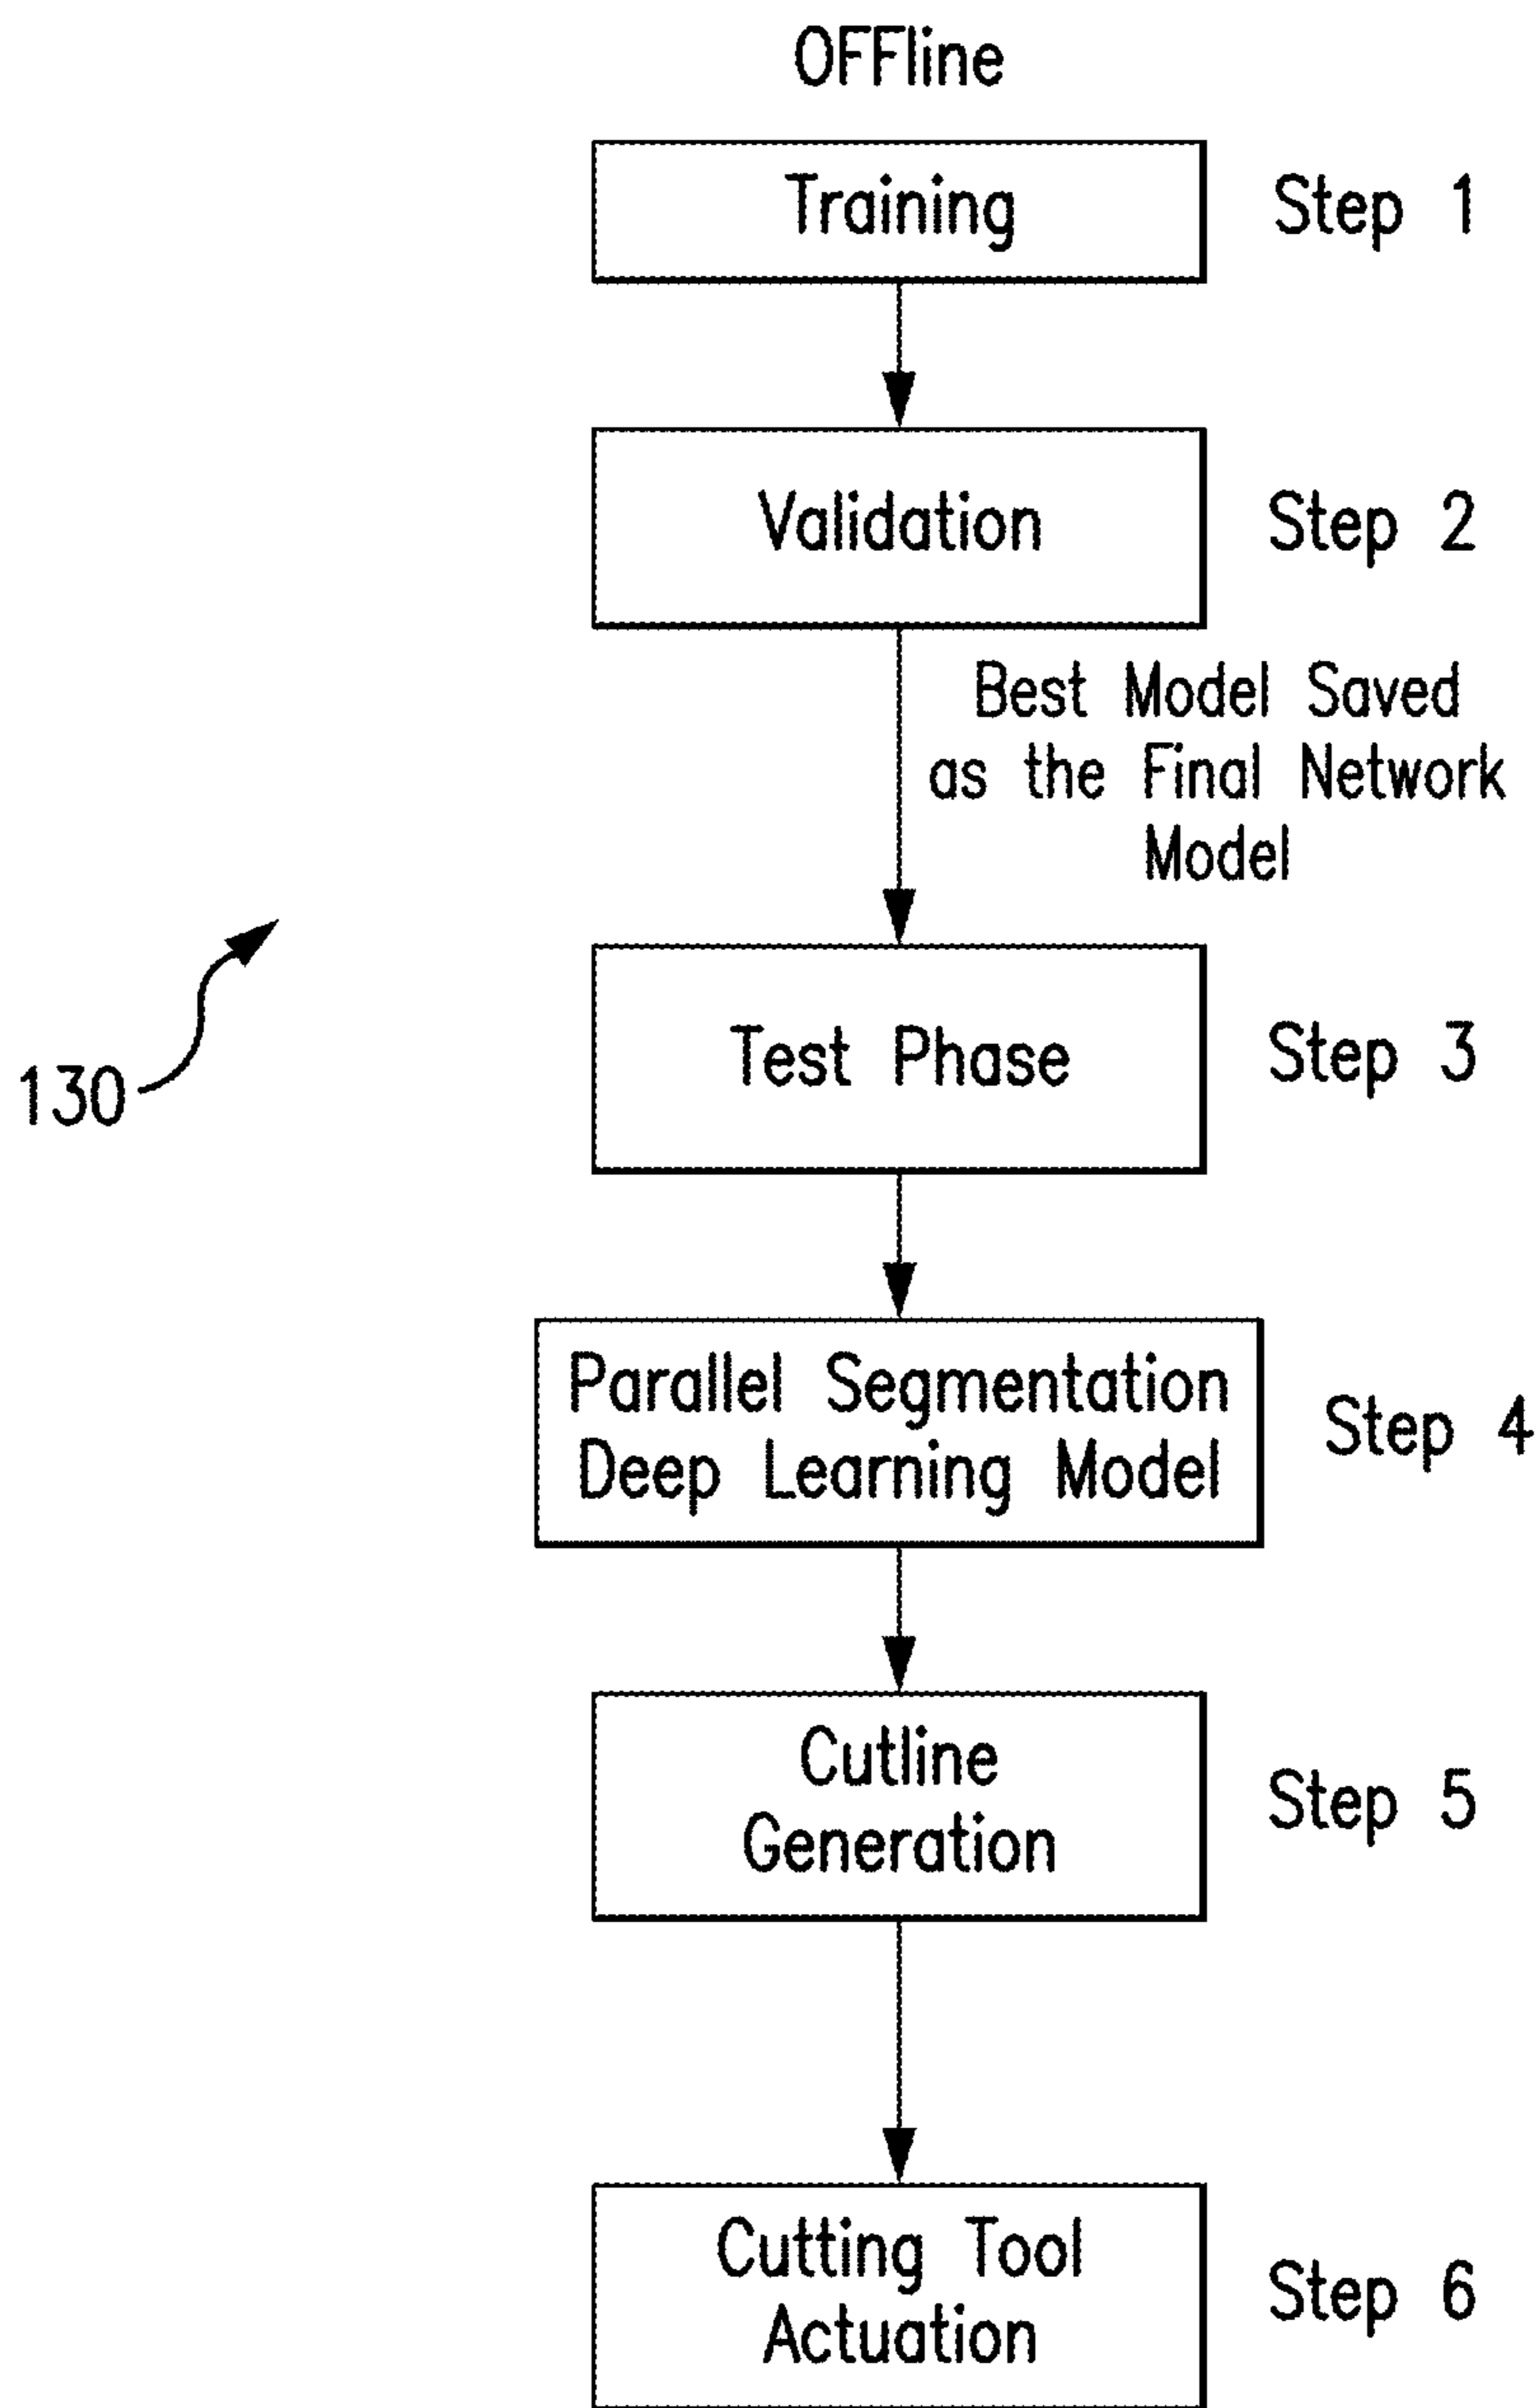 OFFline
Training
Step 1
Validation
Step 2
Best Model Saved
as the Final Network
Model
Test Phase
Step 3
130
Parallel Segmentation
Deep Learning Model
Step 4
Cutline
Generation
Step 5
Cutting Tool
Actuation
Step 6